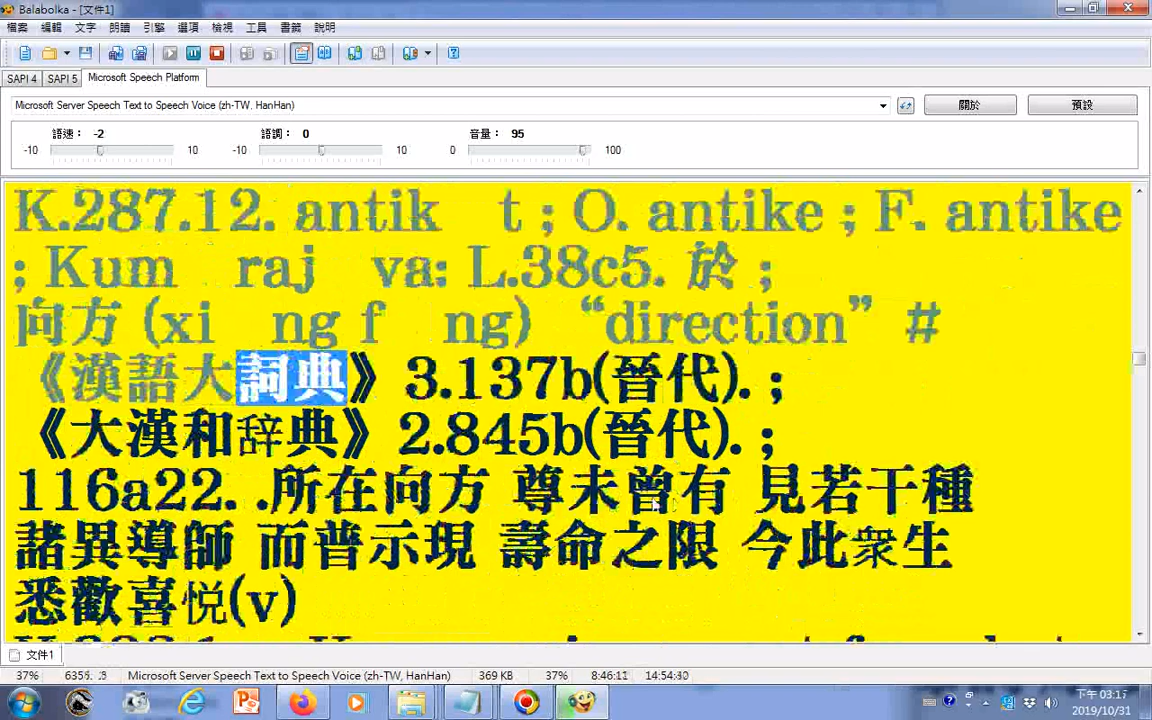 Balabolka - [文件1]
檔案 編輯 文字 朗讀 引擎 選項 檢視 工具 書籤 說明
SAPI 4 SAPI 5 Microsoft Speech Platform
Microsoft Server Speech Text to Speech Voice (zh-TW, HanHan) 關於 預設
語速： -2 語調： 0 音量： 95
-10 10 -10 10 0 100
K.287.12. antik t ; O. antike ; F. antike
; Kum raj va: L.38c5. 於 ;
向方 (xi ng f ng) “direction” #
《漢語大詞典》 3.137b(晉代). ;
《大漢和辞典》 2.845b(晉代). ;
116a22. .所在向方 尊未曾有 見若干種
諸異導師 而普示現 壽命之限 今此衆生
悉歡喜悦(v)
文件1
37% Microsoft Server Speech Text to Speech Voice (zh-TW, HanHan) 369 KB 37% 8:46:11 14:54:30
下午 03:17
2019/10/31